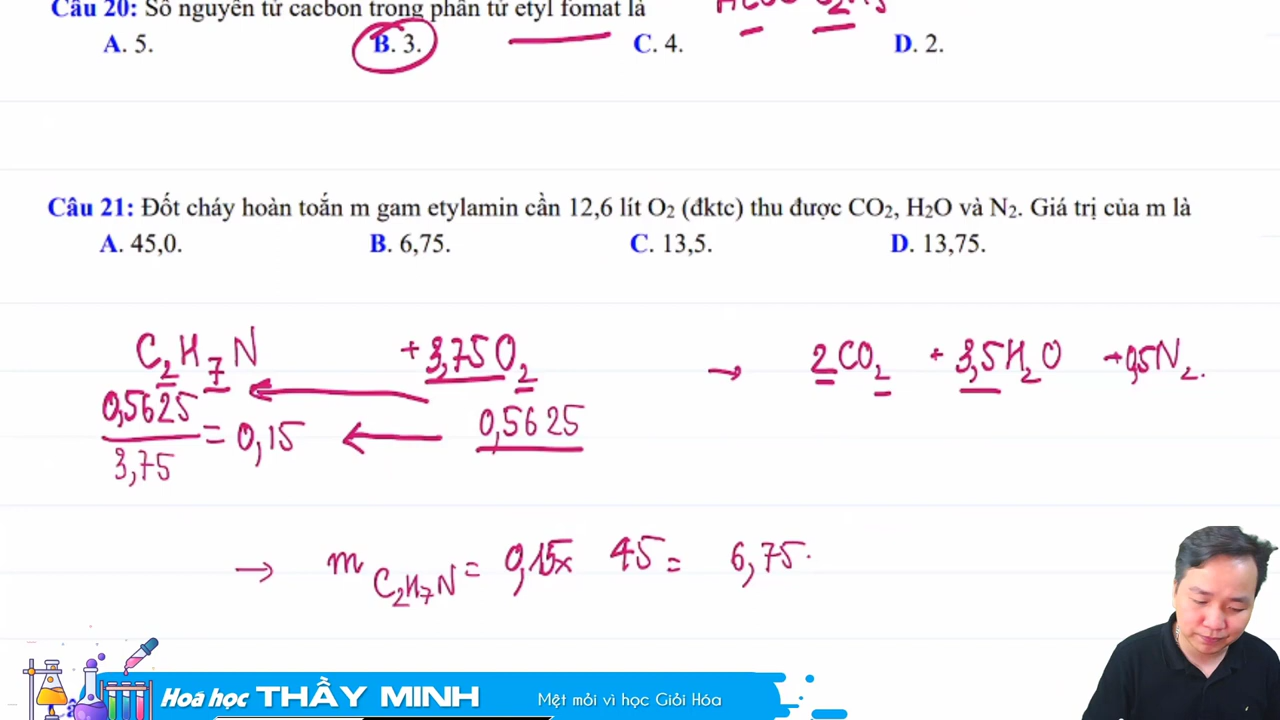 Câu 20: Số nguyên tử cacbon trong phân tử etyl fomat là
A. 5. B. 3. C. 4. D. 2.
Câu 21: Đốt cháy hoàn toắn m gam etylamin cần 12,6 lít O₂ (đktc) thu được CO₂, H₂O và N₂. Giá trị của m là
A. 45,0. B. 6,75. C. 13,5. D. 13,75.
C₂H₇N + 3,75O₂ → 2CO₂ + 3,5H₂O + 0,5N₂.
0,5625 / 3,75 = 0,15 ← 0,5625
→ m C₂H₇N = 0,15x 45 = 6,75.
Hoá học THẦY MINH Mệt mỏi vì học Giỏi Hóa